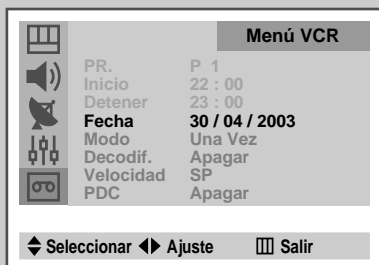 Menú VCR
PR. P 1
Inicio 22 : 00
Detener 23 : 00
Fecha 30 / 04 / 2003
Modo Una Vez
Decodif. Apagar
Velocidad SP
PDC Apagar
Seleccionar Ajuste Salir